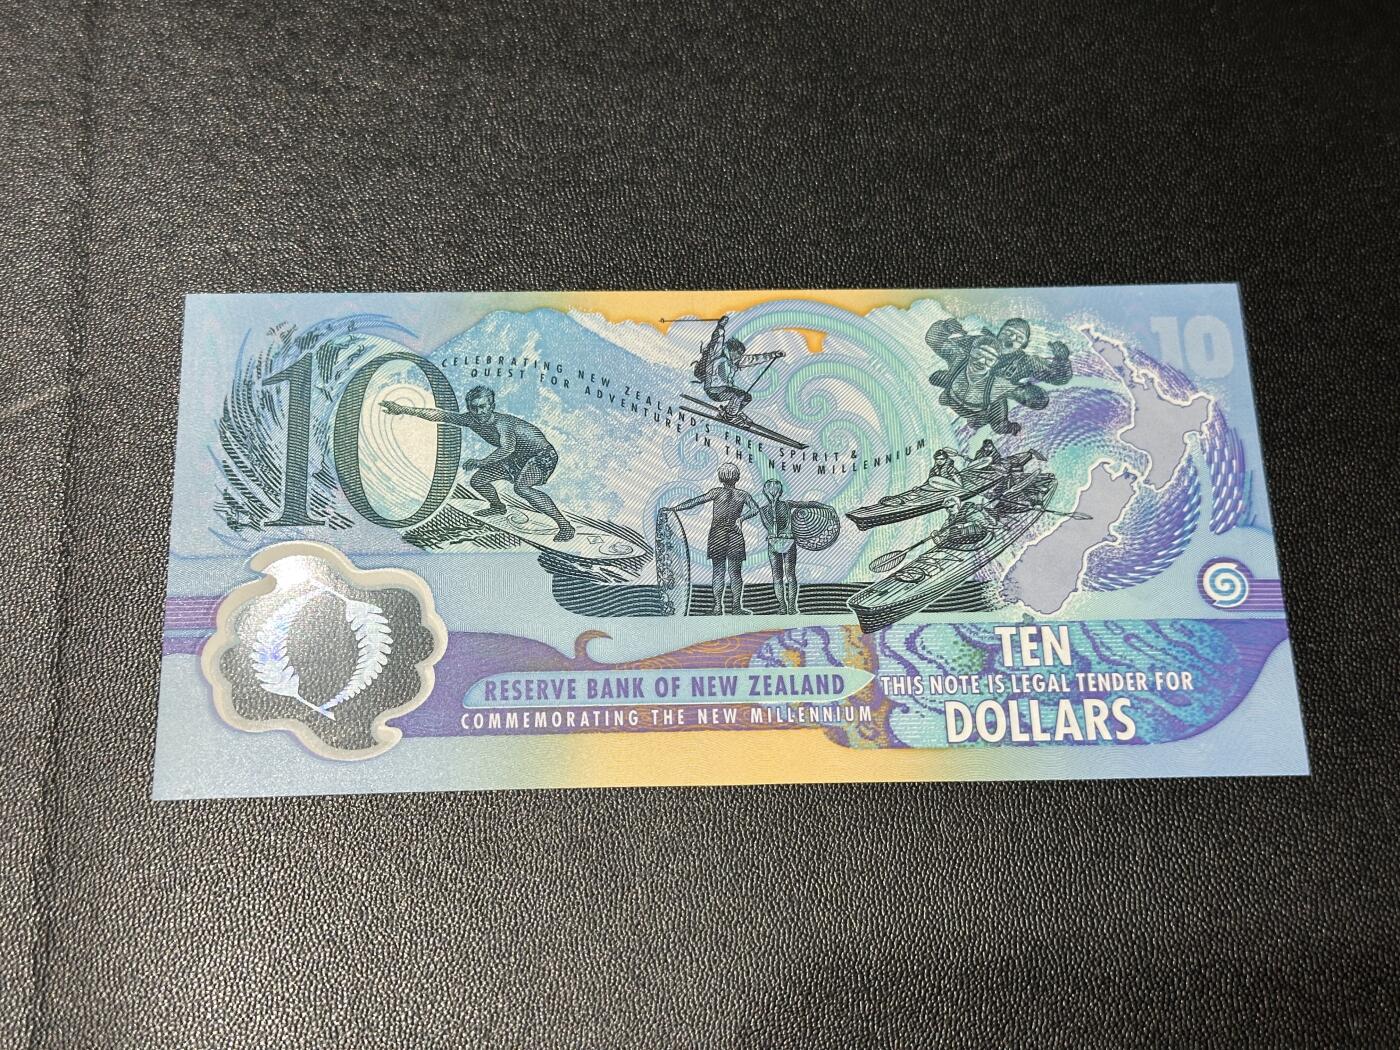 10
10
CELEBRATING NEW ZEALAND'S FREE SPIRIT &
QUEST FOR ADVENTURE IN THE NEW MILLENNIUM
TEN
RESERVE BANK OF NEW ZEALAND
THIS NOTE IS LEGAL TENDER FOR
COMMEMORATING THE NEW MILLENNIUM
DOLLARS